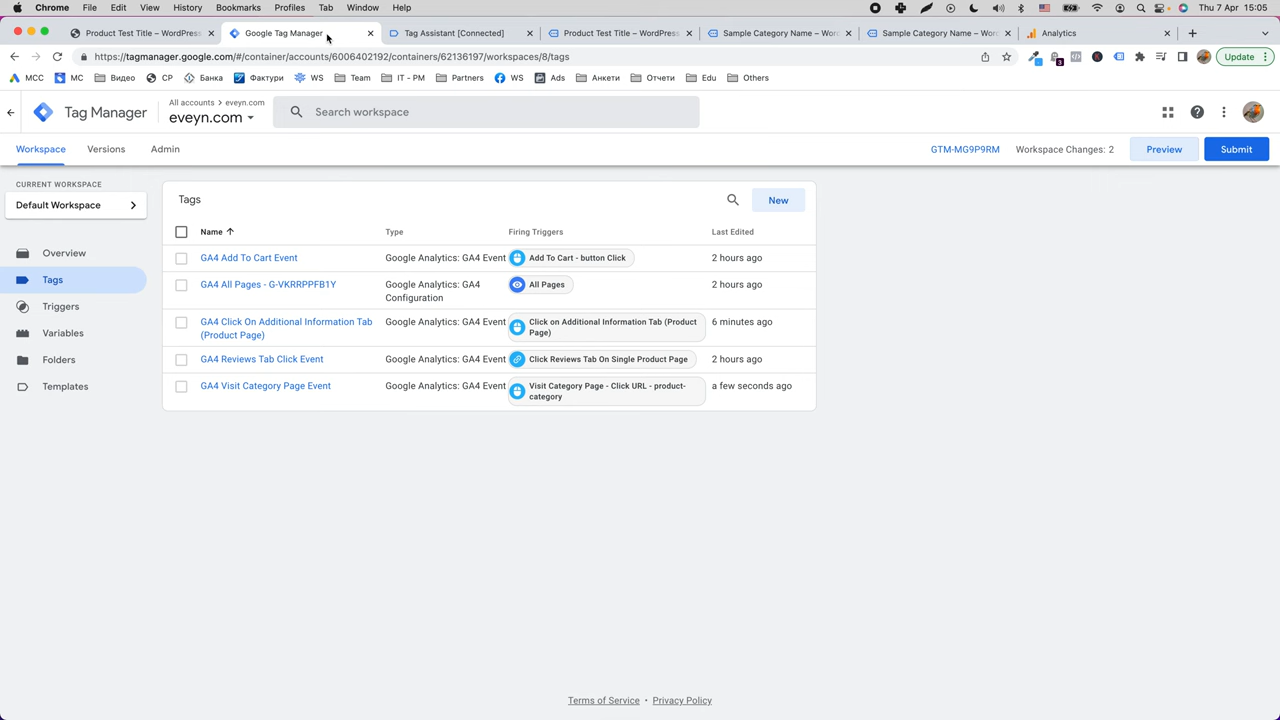 Chrome File Edit View History Bookmarks Profiles Tab Window Help Thu 7 Apr 15:05
Product Test Title – WordPress Google Tag Manager Tag Assistant [Connected] Product Test Title – WordPress Sample Category Name – Wor Sample Category Name – Wor Analytics
https://tagmanager.google.com/#/container/accounts/6006402192/containers/62136197/workspaces/8/tags Update
MCC МС Видео CP Банка Фактури WS Team IT - PM Partners WS Ads Анкети Отчети Edu Others
Tag Manager
All accounts > eveyn.com
eveyn.com
Search workspace
Workspace Versions Admin GTM-MG9P9RM Workspace Changes: 2 Preview Submit
CURRENT WORKSPACE
Default Workspace
Overview
Tags
Triggers
Variables
Folders
Templates
Tags New
Name Type Firing Triggers Last Edited
GA4 Add To Cart Event Google Analytics: GA4 Event Add To Cart - button Click 2 hours ago
GA4 All Pages - G-VKRRPPFB1Y Google Analytics: GA4 Configuration All Pages 2 hours ago
GA4 Click On Additional Information Tab (Product Page) Google Analytics: GA4 Event Click on Additional Information Tab (Product Page) 6 minutes ago
GA4 Reviews Tab Click Event Google Analytics: GA4 Event Click Reviews Tab On Single Product Page 2 hours ago
GA4 Visit Category Page Event Google Analytics: GA4 Event Visit Category Page - Click URL - product-category a few seconds ago
Terms of Service • Privacy Policy